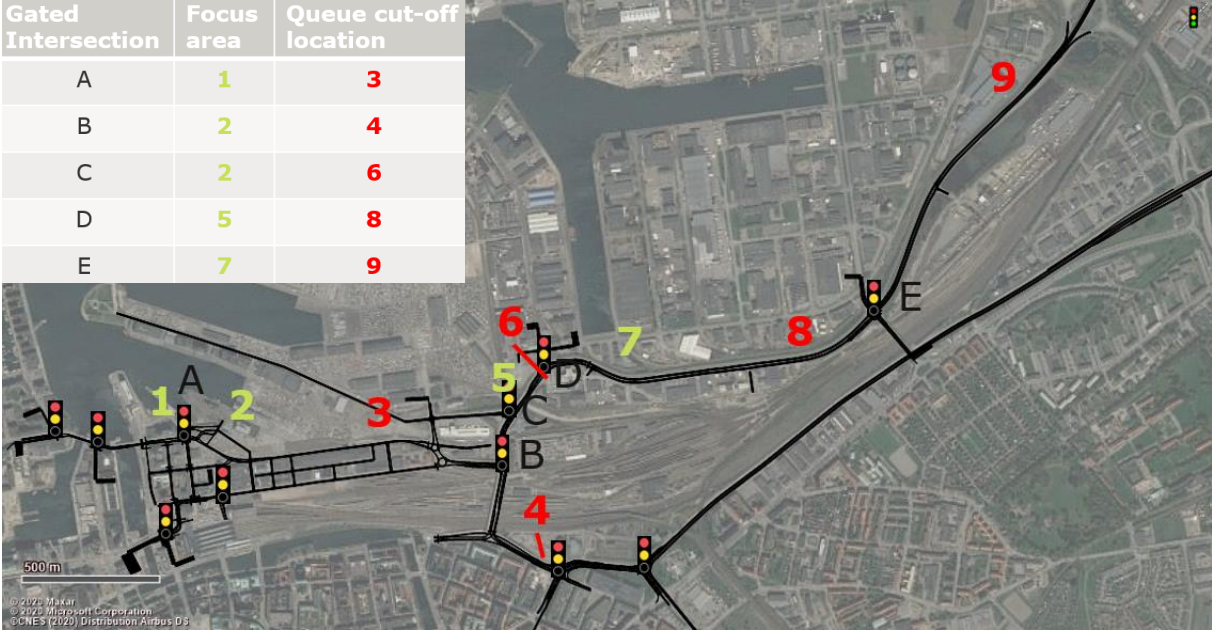 Gated Intersection Focus area Queue cut-off location
A 1 3
B 2 4
C 2 6
D 5 8
E 7 9
9
E
8
7
6
D
5
C
A
1 2
3
B
4
500 m
© 2020 Maxar
© 2020 Microsoft Corporation
©CNES (2020) Distribution Airbus DS